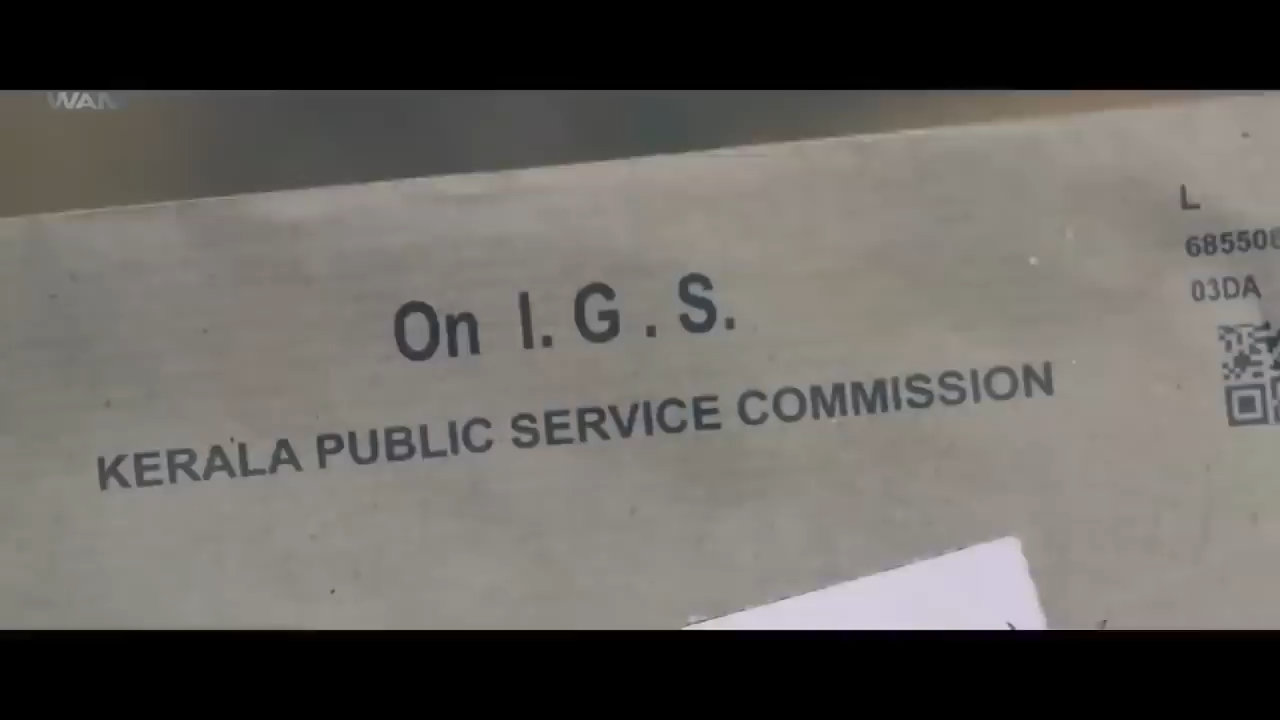 On I. G. S.
KERALA PUBLIC SERVICE COMMISSION
L
03DA